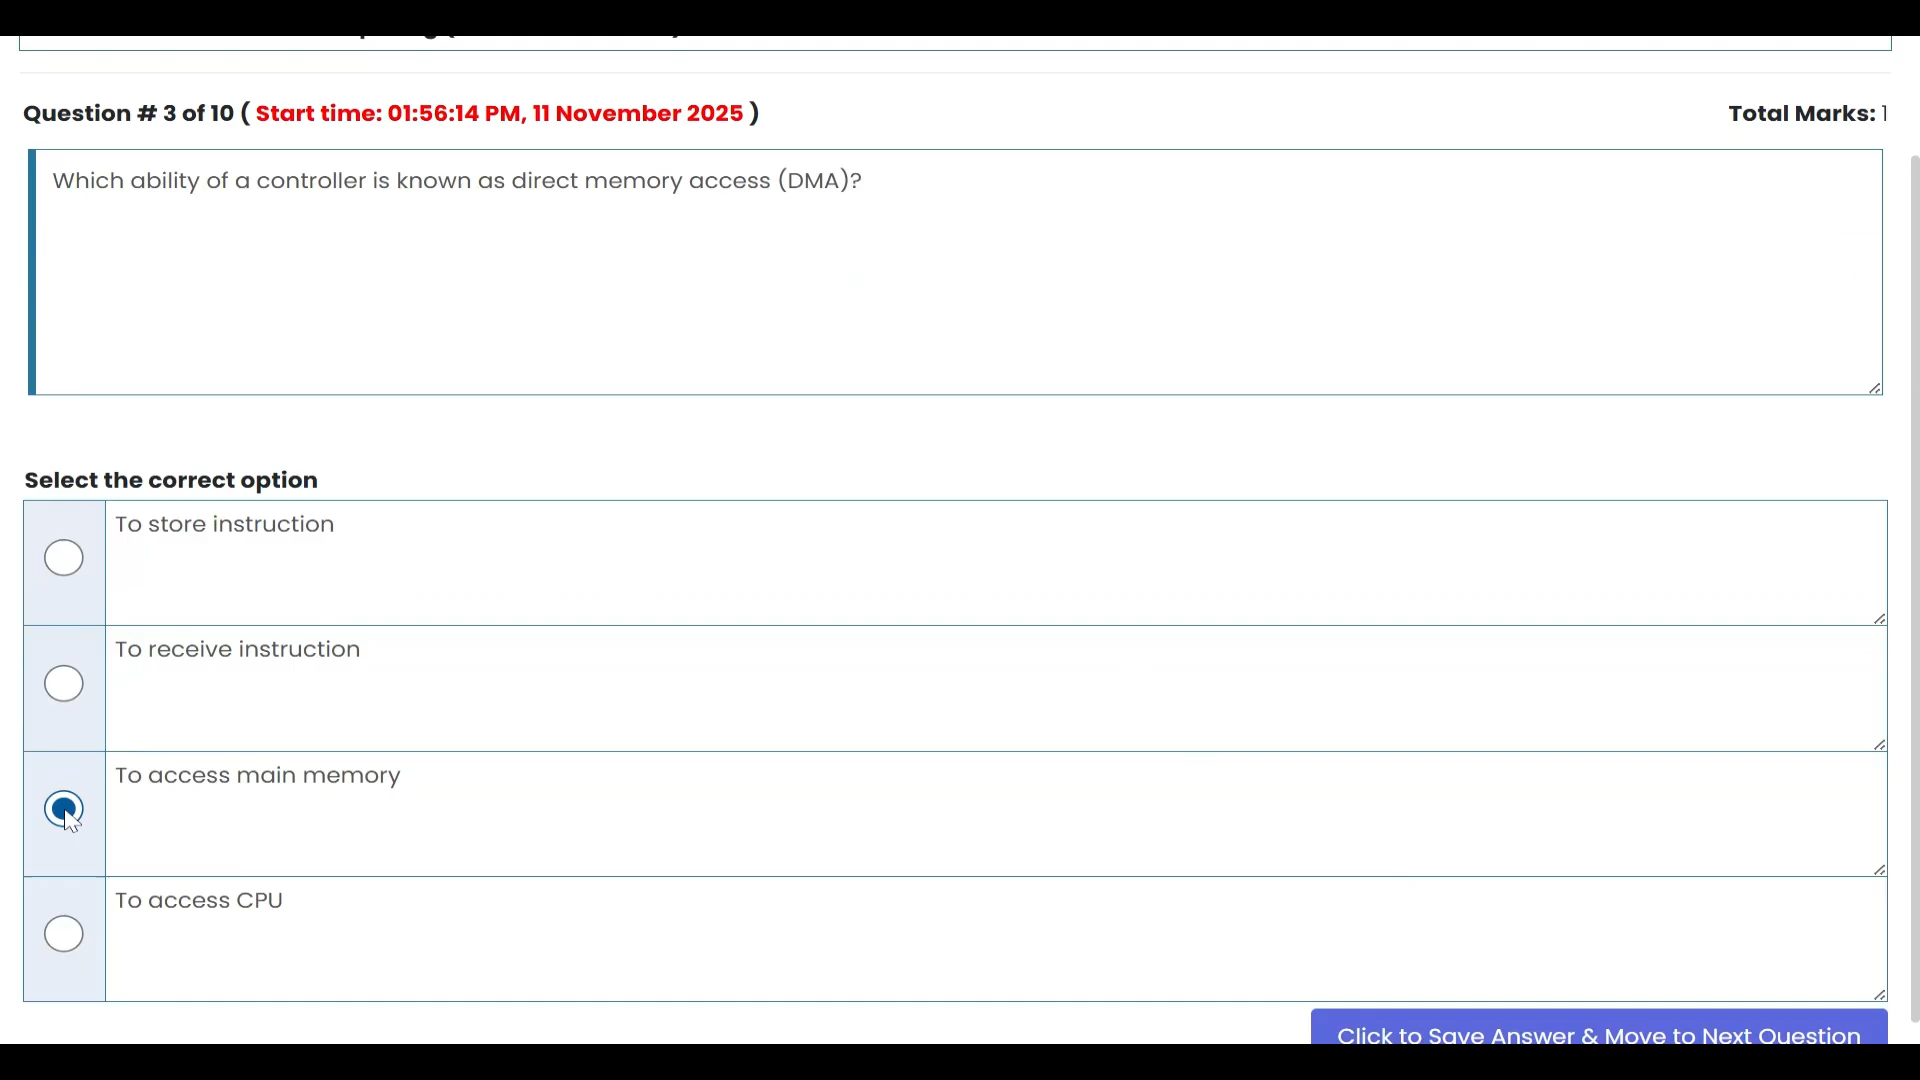 Question # 3 of 10 ( Start time: 01:56:14 PM, 11 November 2025 )
Total Marks: 1
Which ability of a controller is known as direct memory access (DMA)?
Select the correct option
To store instruction
To receive instruction
To access main memory
To access CPU
Click to Save Answer & Move to Next Question